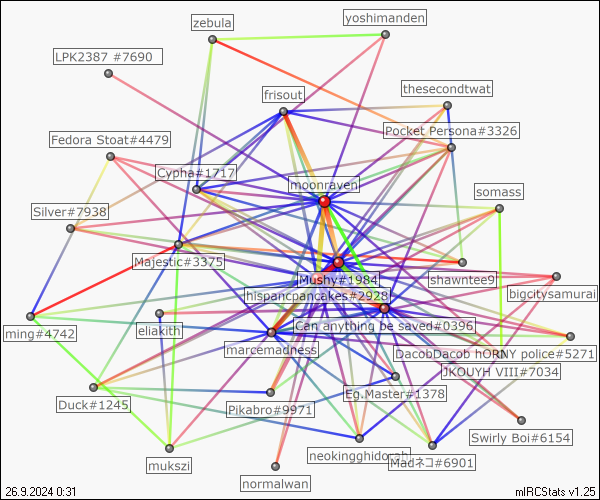 zebula
yoshimanden
LPK2387 #7690
thesecondtwat
frisout
Pocket Persona#3326
Fedora Stoat#4479
Cypha#1717
moonraven
somass
Silver#7938
Majestic#3375
Mushy#1984
shawntee9
hispancpancakes#2928
bigcitysamurai
ming#4742
eliakith
Can anything be saved#0396
marcemadness
DacobDacob hORNY police#5271
JKOUYH VIII#7034
Duck#1245
Eg.Master#1378
Pikabro#9971
Swirly Boi#6154
mukszi
neokingghidorah
Madネコ#6901
normalwan
26.9.2024 0:31
mIRCStats v1.25